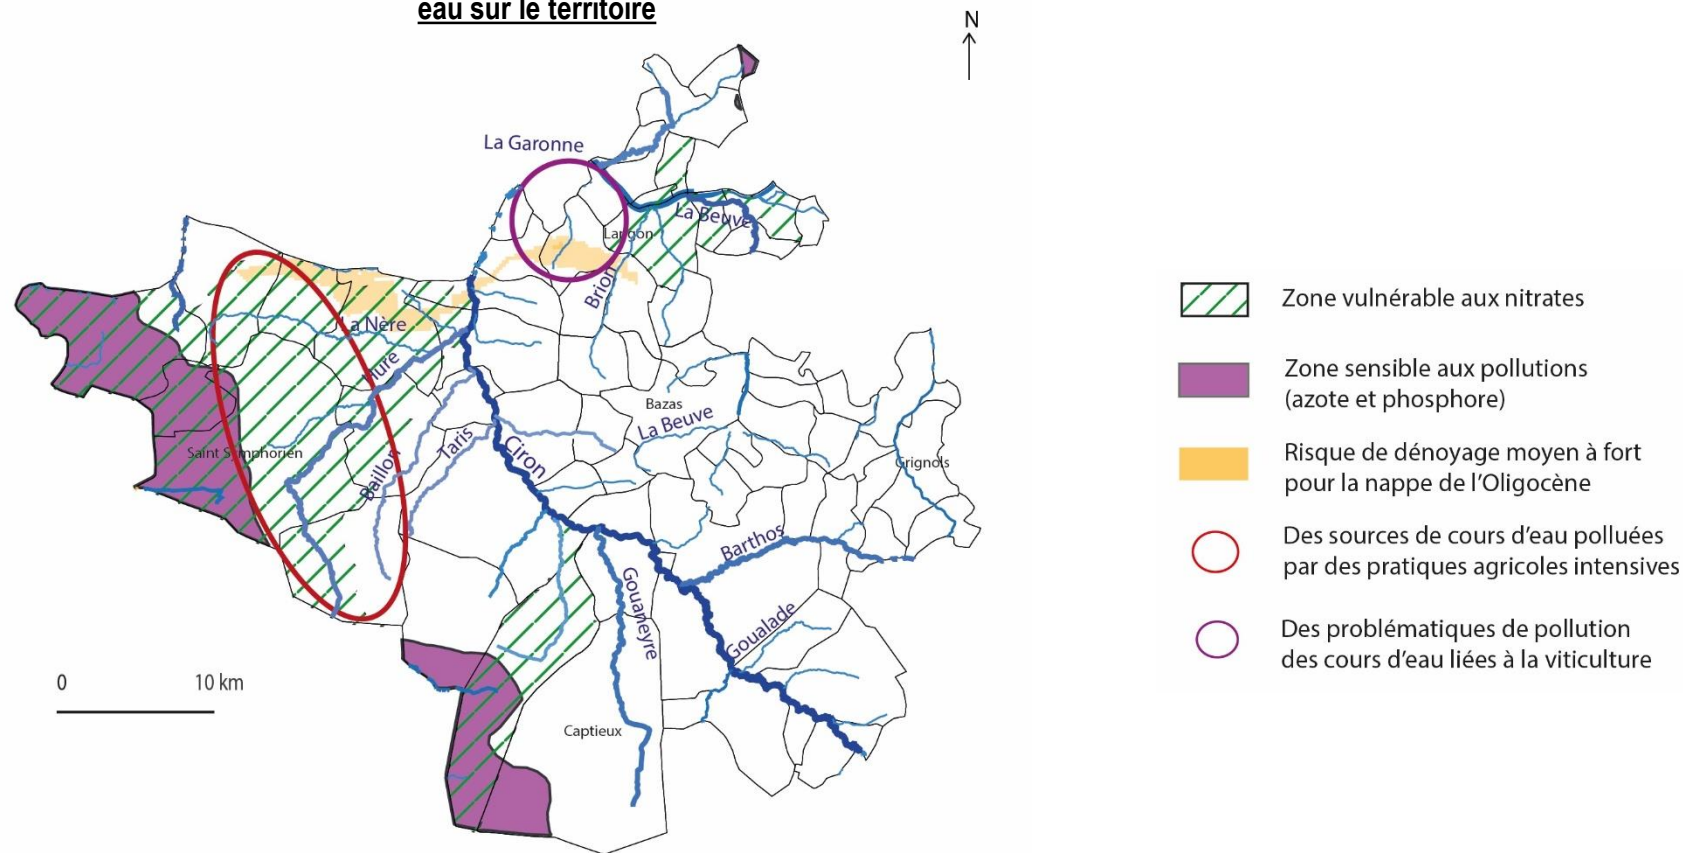 eau sur le territoire
N
La Garonne
La Beuve
Langon
Brion
La Nère
Hure
Bazas
La Beuve
Taris
Ciron
Saint Symphorien
Baillon
Grignols
Barthos
Gouaneyre
Goualade
0 10 km
Captieux
Zone vulnérable aux nitrates
Zone sensible aux pollutions
(azote et phosphore)
Risque de dénoyage moyen à fort
pour la nappe de l'Oligocène
Des sources de cours d'eau polluées
par des pratiques agricoles intensives
Des problématiques de pollution
des cours d'eau liées à la viticulture